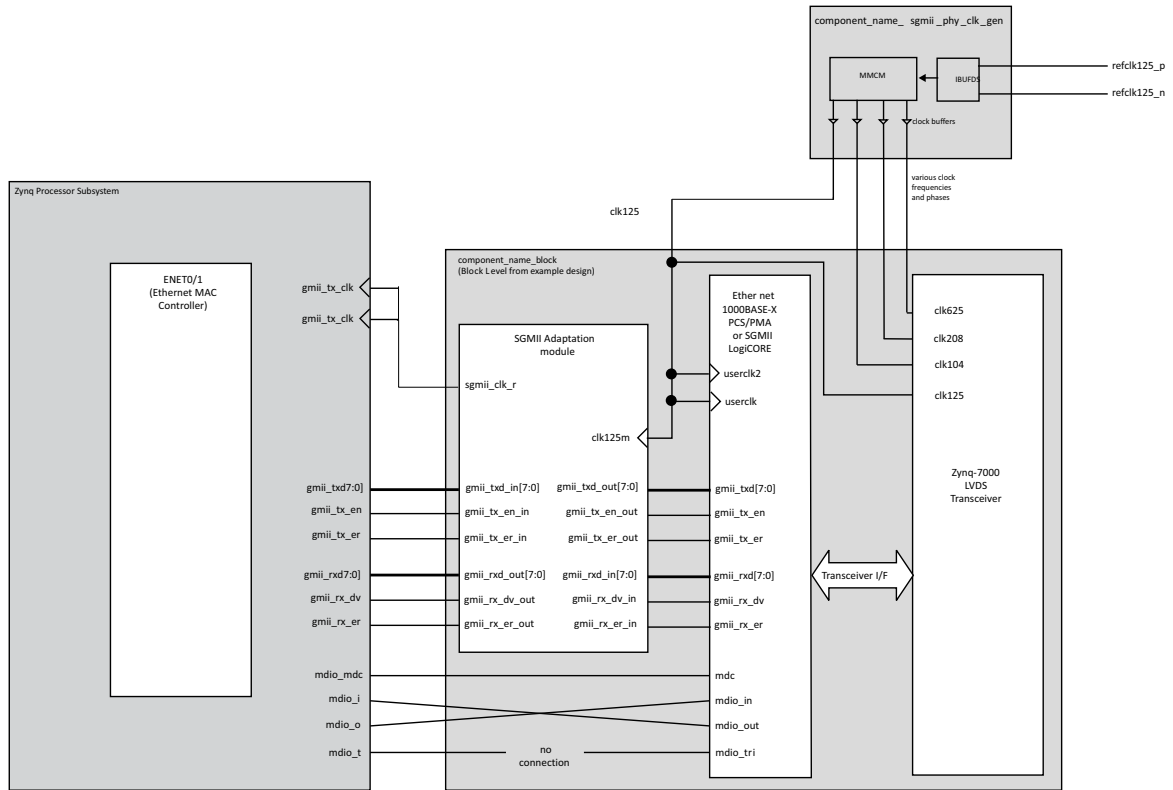 component_name_ sgmii_phy_clk_gen
MMCM
IBUFDS
refclk125_p
refclk125_n
clock buffers
various clock
frequencies
and phases
clk125
Zynq Processor Subsystem
ENET0/1
(Ethernet MAC
Controller)
gmii_tx_clk
gmii_tx_clk
component_name_block
(Block Level from example design)
SGMII Adaptation
module
sgmii_clk_r
clk125m
Ether net
1000BASE-X
PCS/PMA
or SGMII
LogiCORE
userclk2
userclk
clk625
clk208
clk104
clk125
Zynq-7000
LVDS
Transceiver
gmii_txd7:0]
gmii_tx_en
gmii_tx_er
gmii_rxd7:0]
gmii_rx_dv
gmii_rx_er
gmii_txd_in[7:0]
gmii_tx_en_in
gmii_tx_er_in
gmii_rxd_out[7:0]
gmii_rx_dv_out
gmii_rx_er_out
gmii_txd_out[7:0]
gmii_tx_en_out
gmii_tx_er_out
gmii_rxd_in[7:0]
gmii_rx_dv_in
gmii_rx_er_in
gmii_txd[7:0]
gmii_tx_en
gmii_tx_er
gmii_rxd[7:0]
gmii_rx_dv
gmii_rx_er
Transceiver I/F
mdio_mdc
mdio_i
mdio_o
mdio_t
no
connection
mdc
mdio_in
mdio_out
mdio_tri